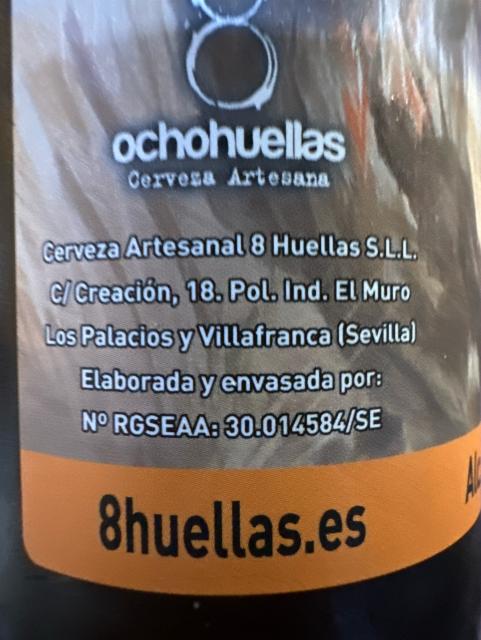 ochohuellas
Cerveza Artesana
Cerveza Artesanal 8 Huellas S.L.L.
C/ Creación, 18. Pol. Ind. El Muro
Los Palacios y Villafranca (Sevilla)
Elaborada y envasada por:
Nº RGSEAA: 30.014584/SE
8huellas.es